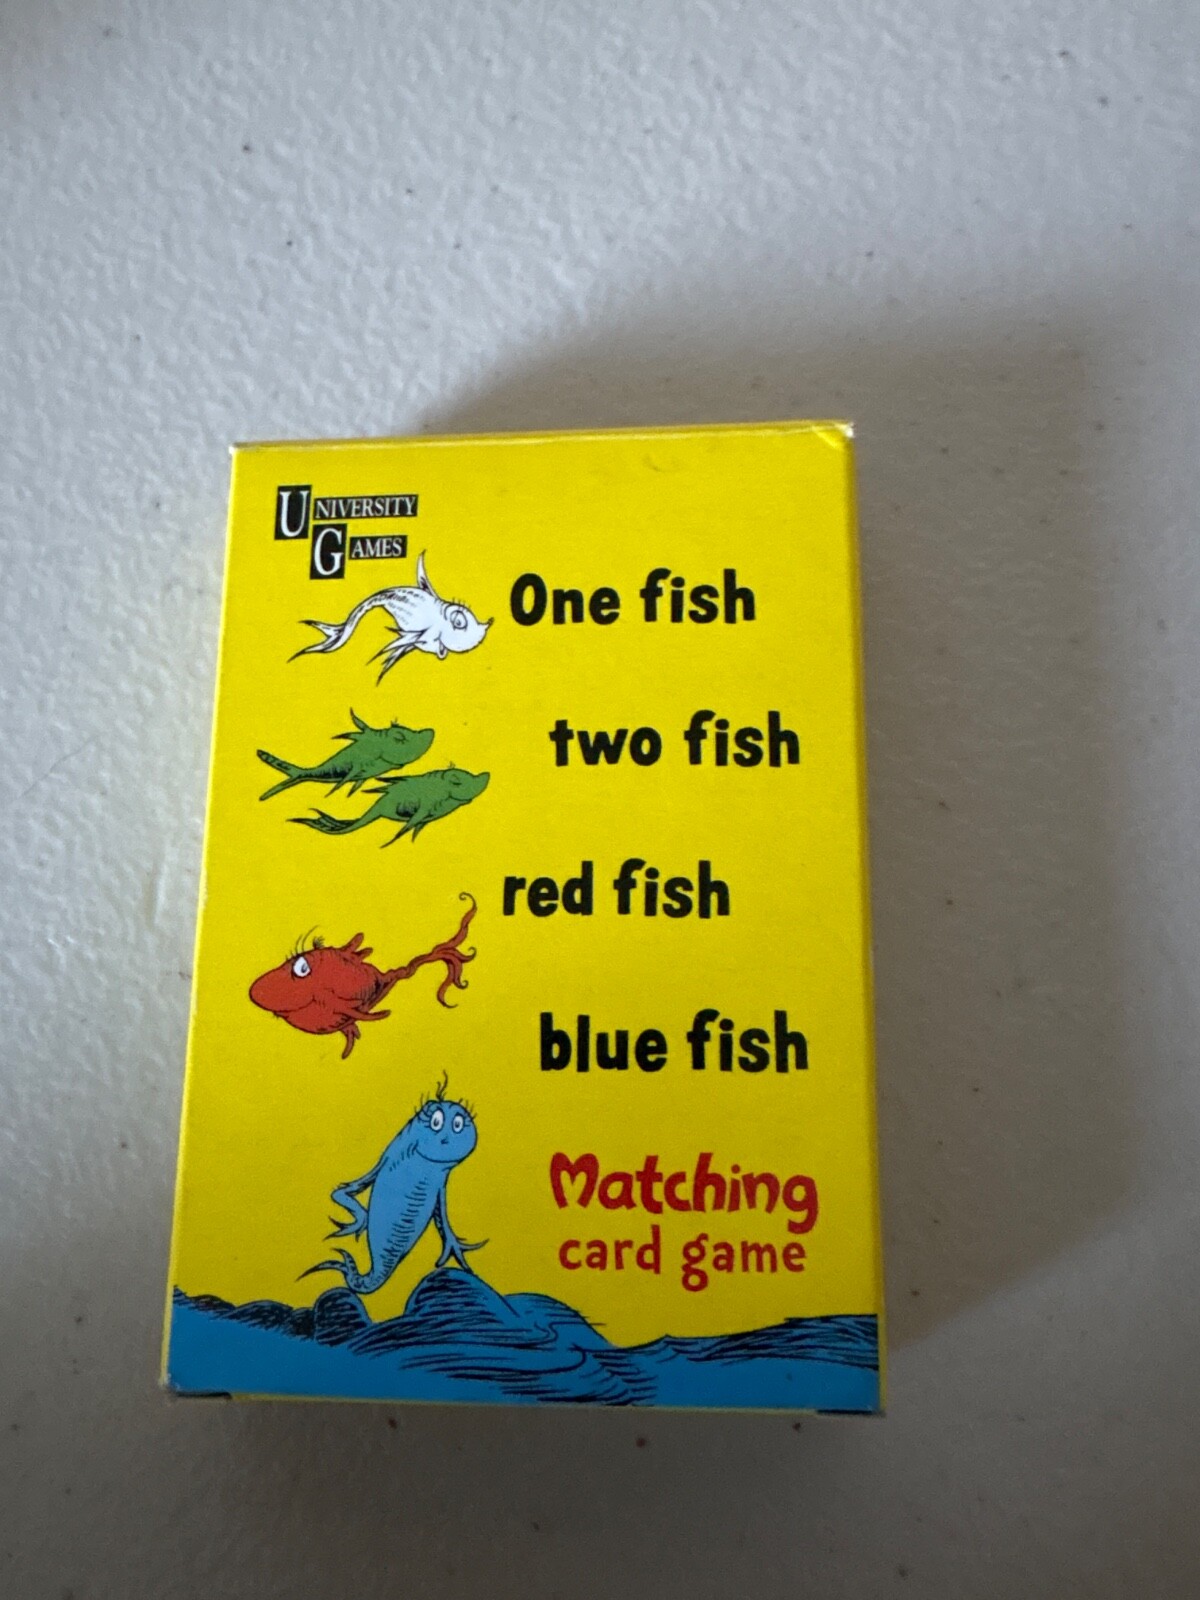 UNIVERSITY
GAMES
One fish
two fish
red fish
blue fish
Matching
card game